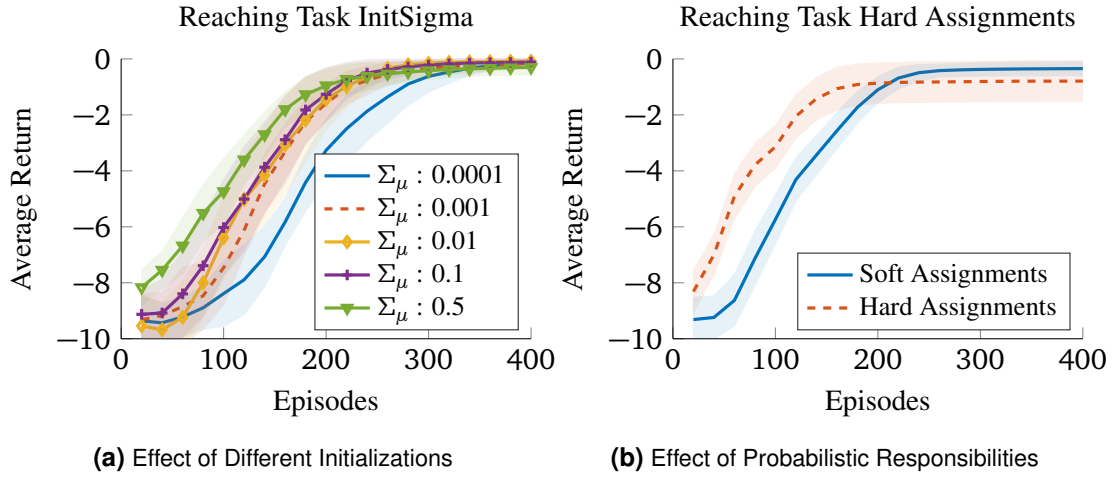 Reaching Task InitSigma
0
−2
−4
−6
−8
−10
0
100
200
300
400
Average Return
Episodes
Σμ : 0.0001
Σμ : 0.001
Σμ : 0.01
Σμ : 0.1
Σμ : 0.5
(a) Effect of Different Initializations
Reaching Task Hard Assignments
0
−2
−4
−6
−8
−10
0
100
200
300
400
Average Return
Episodes
Soft Assignments
Hard Assignments
(b) Effect of Probabilistic Responsibilities